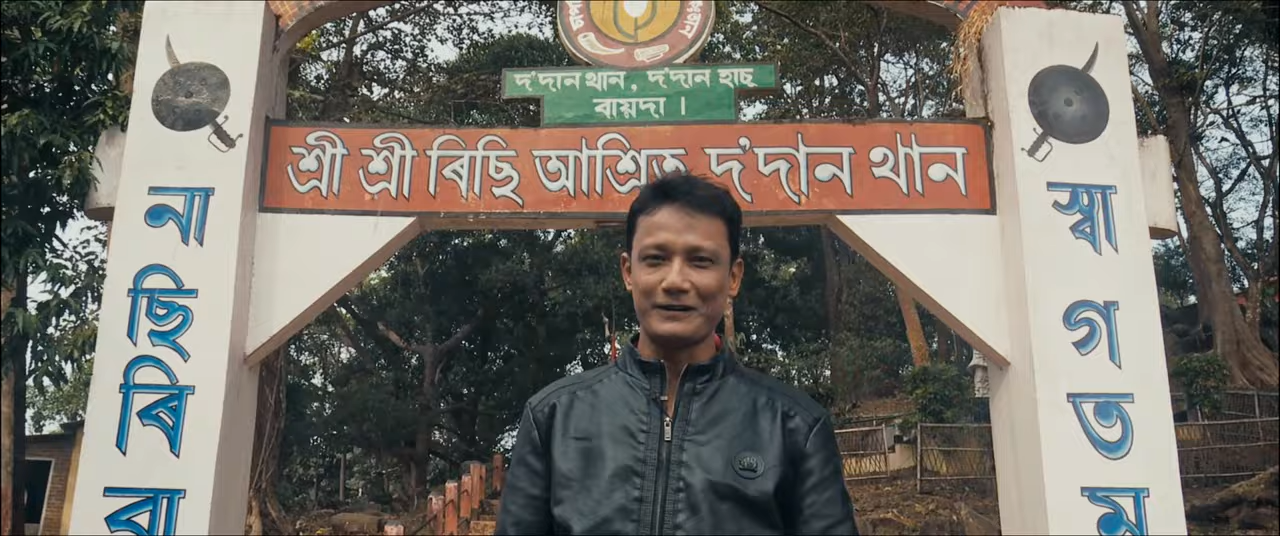 দ'দান থান, দ'দান হাচ
বায়দা ।
শ্ৰী শ্ৰী ৰিছি আশ্ৰিত দ'দান থান
না
ছি
ৰি
বা
স্বা
গ
ত
ম